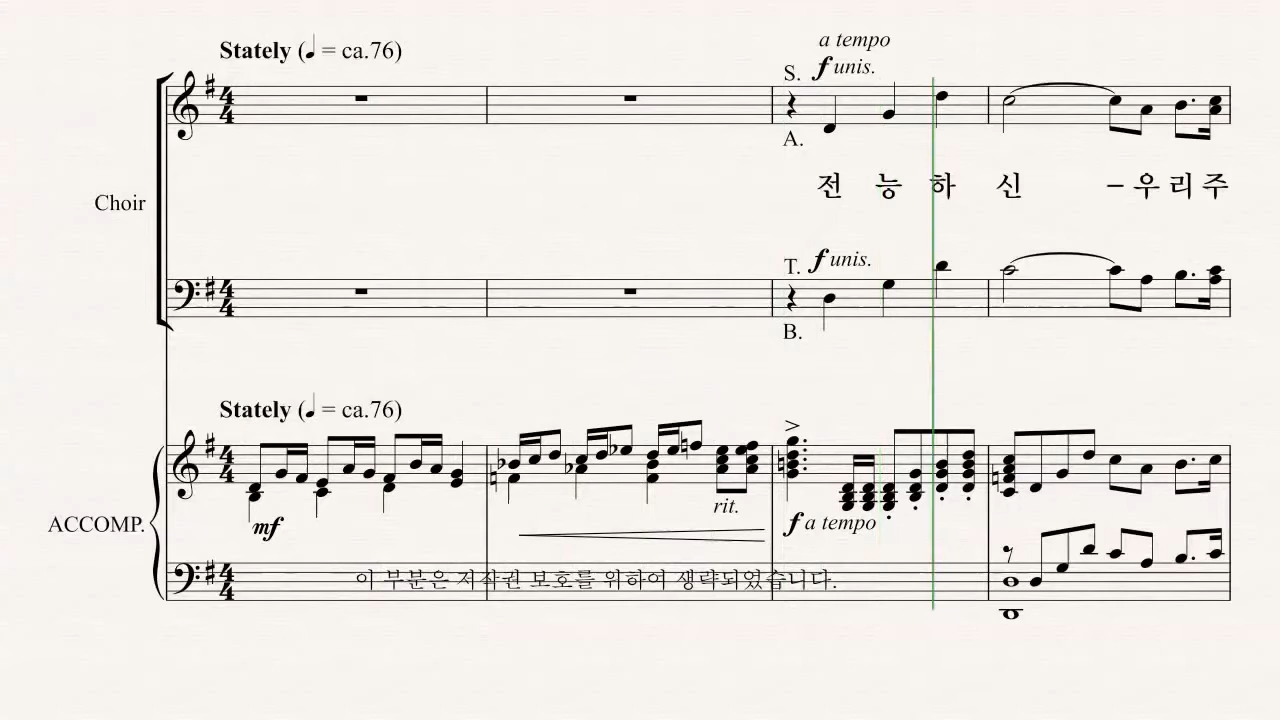 Stately (♩ = ca.76)
a tempo
S. f unis.
A.
전 능 하 신 – 우 리 주
Choir
T. f unis.
B.
Stately (♩ = ca.76)
mf
rit.
f a tempo
ACCOMP.
이 부분은 저작권 보호를 위하여 생략되었습니다.